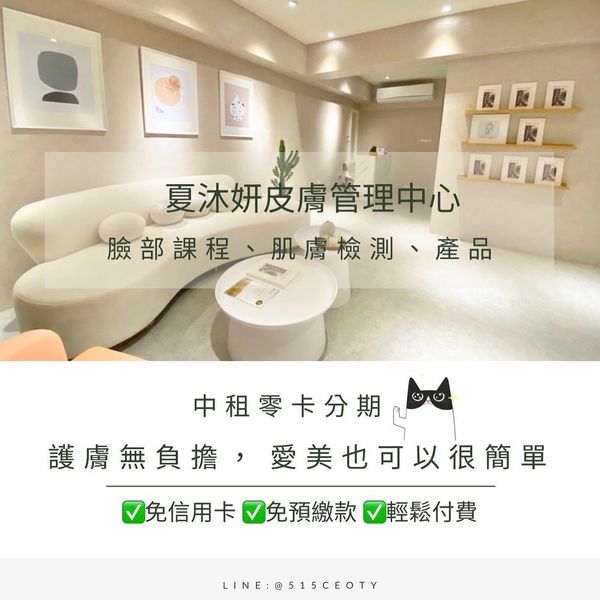 夏沐妍皮膚管理中心
臉部課程、肌膚檢測、產品
中租零卡分期
護膚無負擔，愛美也可以很簡單
✅免信用卡 ✅免預繳款 ✅輕鬆付費
LINE:@515CEOTY